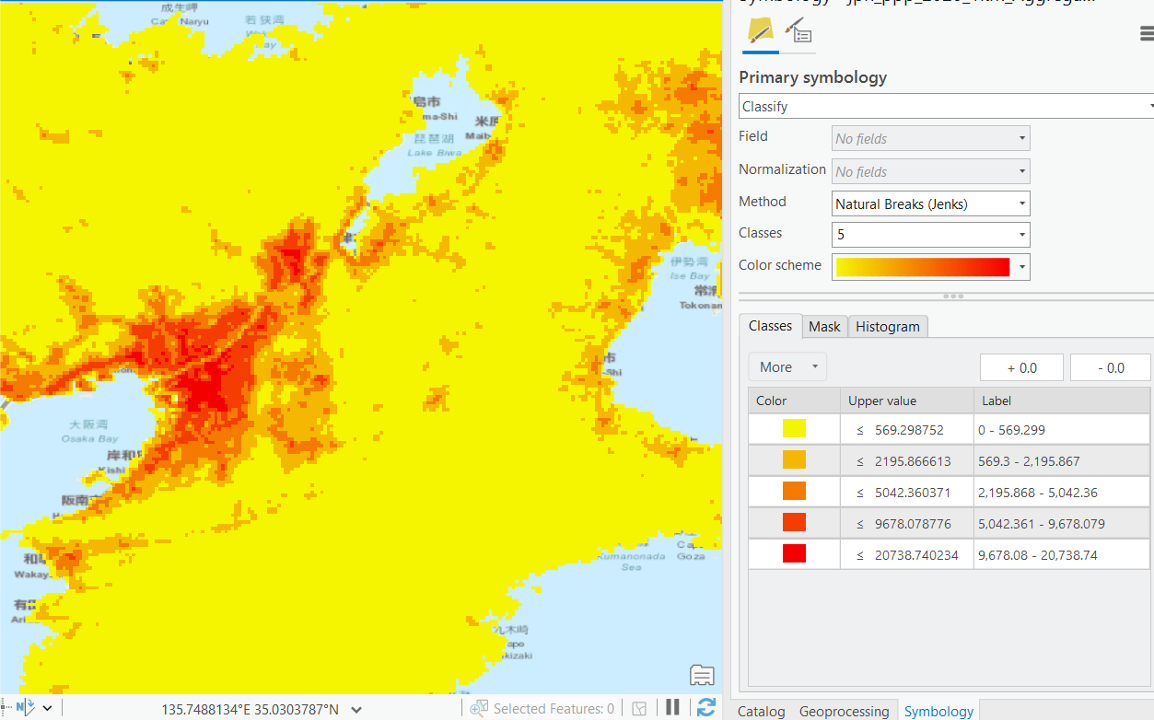 成生岬
Cape Naryu
若狭湾
Primary symbology
Classify
Field
No fields
Normalization
No fields
Method
Natural Breaks (Jenks)
Classes
5
Color scheme
島市
ma-Shi
米原
Maib
琵琶湖
Lake Biwa
伊勢湾
Ise Bay
常滑
Tokonam
市
-Shi
大阪湾
Osaka Bay
岸和
Kishi
阪南市
和
Wakay
有田
Ari
Kumanonada
Sea
Cap
Goza
九木崎
ape
kizaki
Classes
Mask
Histogram
More
+ 0.0
- 0.0
Color
Upper value
Label
≤ 569.298752
0 - 569.299
≤ 2195.866613
569.3 - 2,195.867
≤ 5042.360371
2,195.868 - 5,042.36
≤ 9678.078776
5,042.361 - 9,678.079
≤ 20738.740234
9,678.08 - 20,738.74
N
135.7488134°E 35.0303787°N
Selected Features: 0
Catalog
Geoprocessing
Symbology